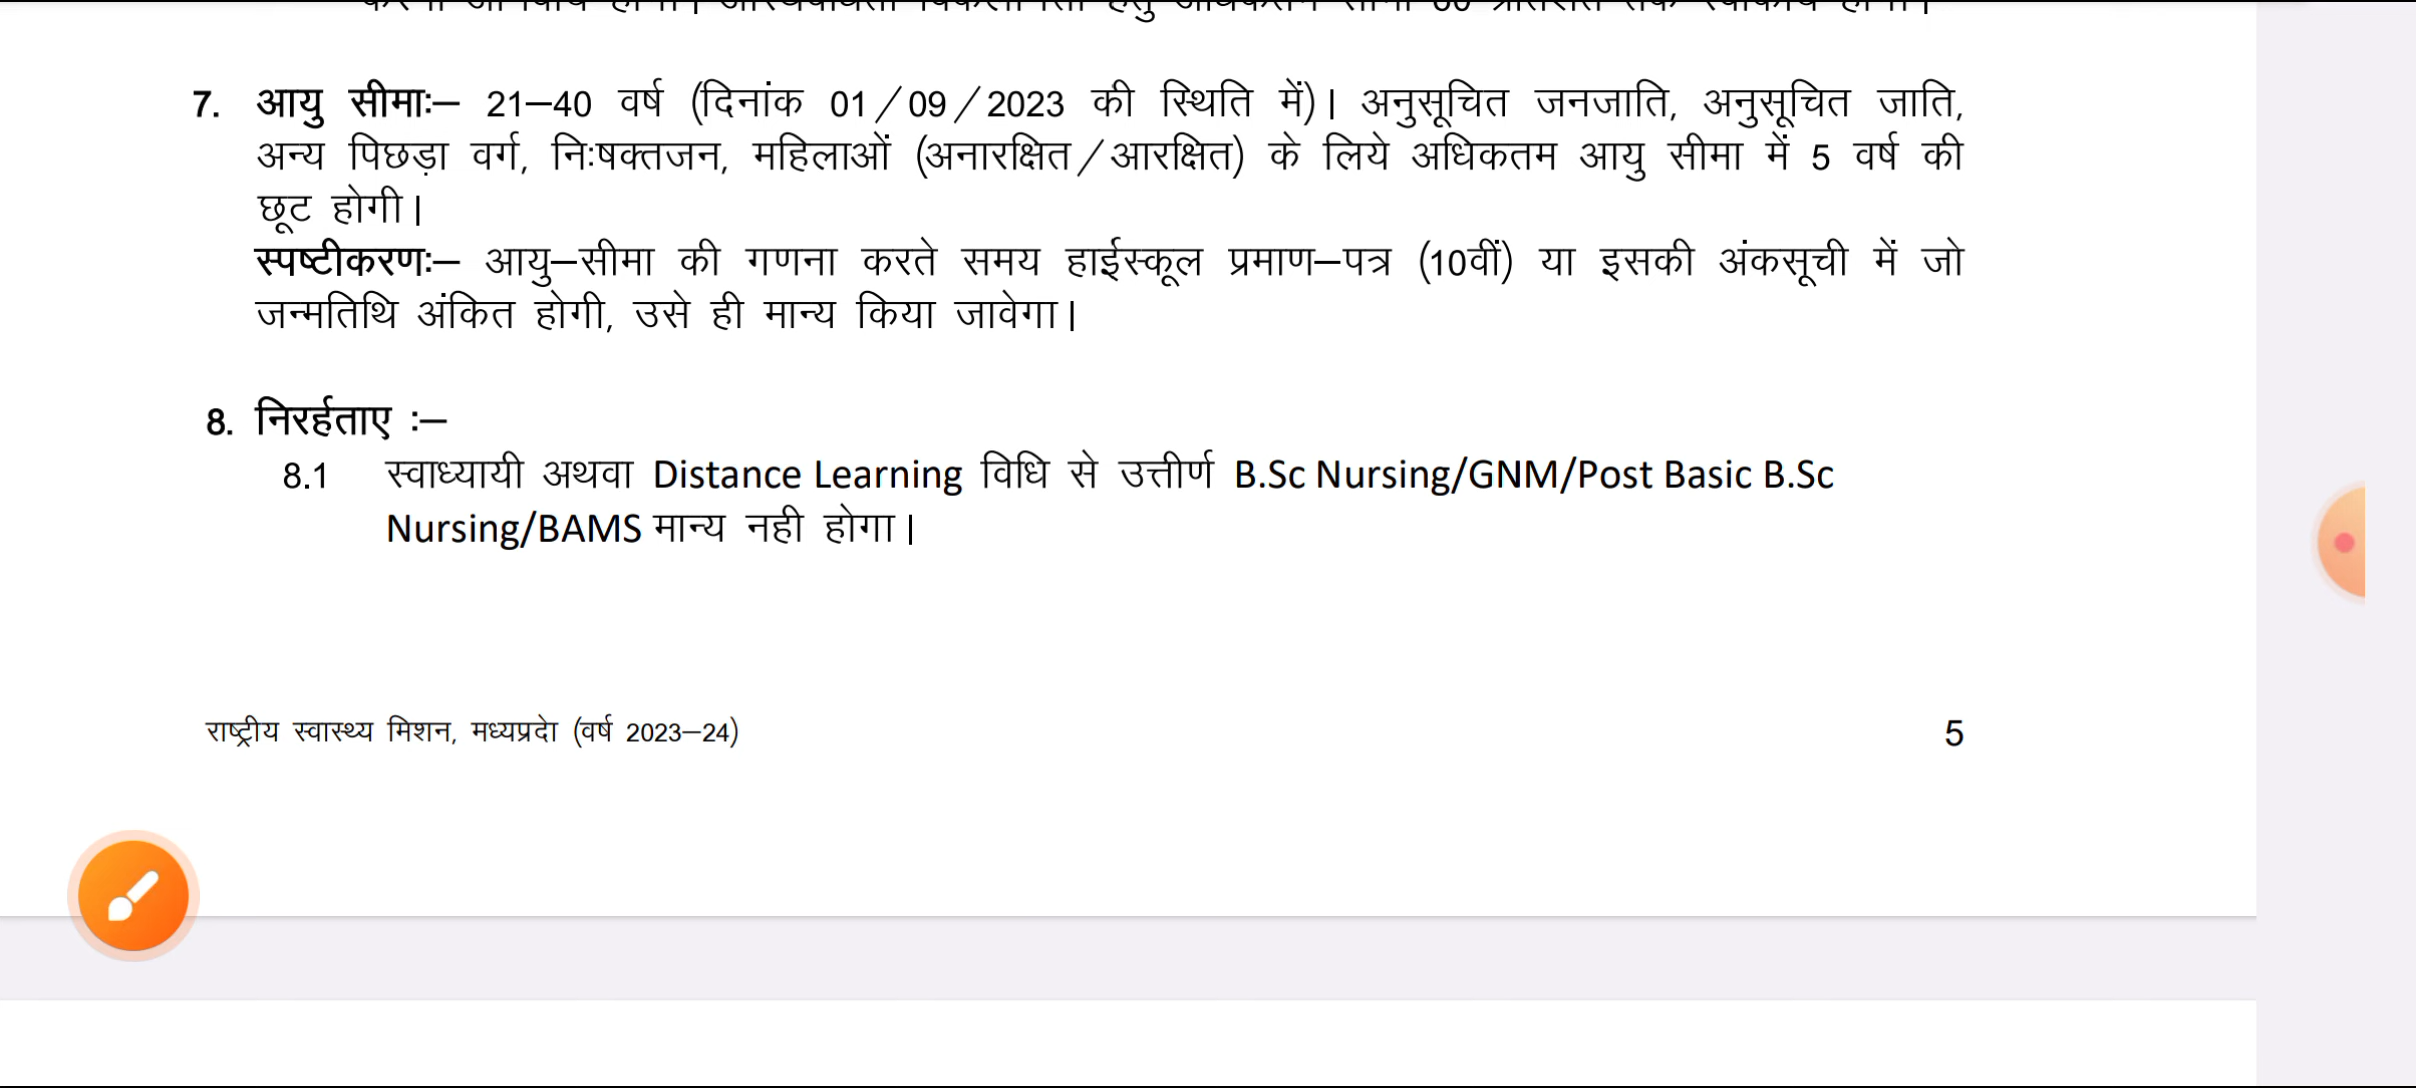 7. आयु सीमाः– 21–40 वर्ष (दिनांक 01/09/2023 की स्थिति में)। अनुसूचित जनजाति, अनुसूचित जाति,
अन्य पिछड़ा वर्ग, निःषक्तजन, महिलाओं (अनारक्षित/आरक्षित) के लिये अधिकतम आयु सीमा में 5 वर्ष की
छूट होगी।
स्पष्टीकरणः– आयु–सीमा की गणना करते समय हाईस्कूल प्रमाण–पत्र (10वीं) या इसकी अंकसूची में जो
जन्मतिथि अंकित होगी, उसे ही मान्य किया जावेगा।
8. निरर्हताए :–
8.1 स्वाध्यायी अथवा Distance Learning विधि से उत्तीर्ण B.Sc Nursing/GNM/Post Basic B.Sc
Nursing/BAMS मान्य नही होगा।
राष्ट्रीय स्वास्थ्य मिशन, मध्यप्रदेा (वर्ष 2023–24) 5